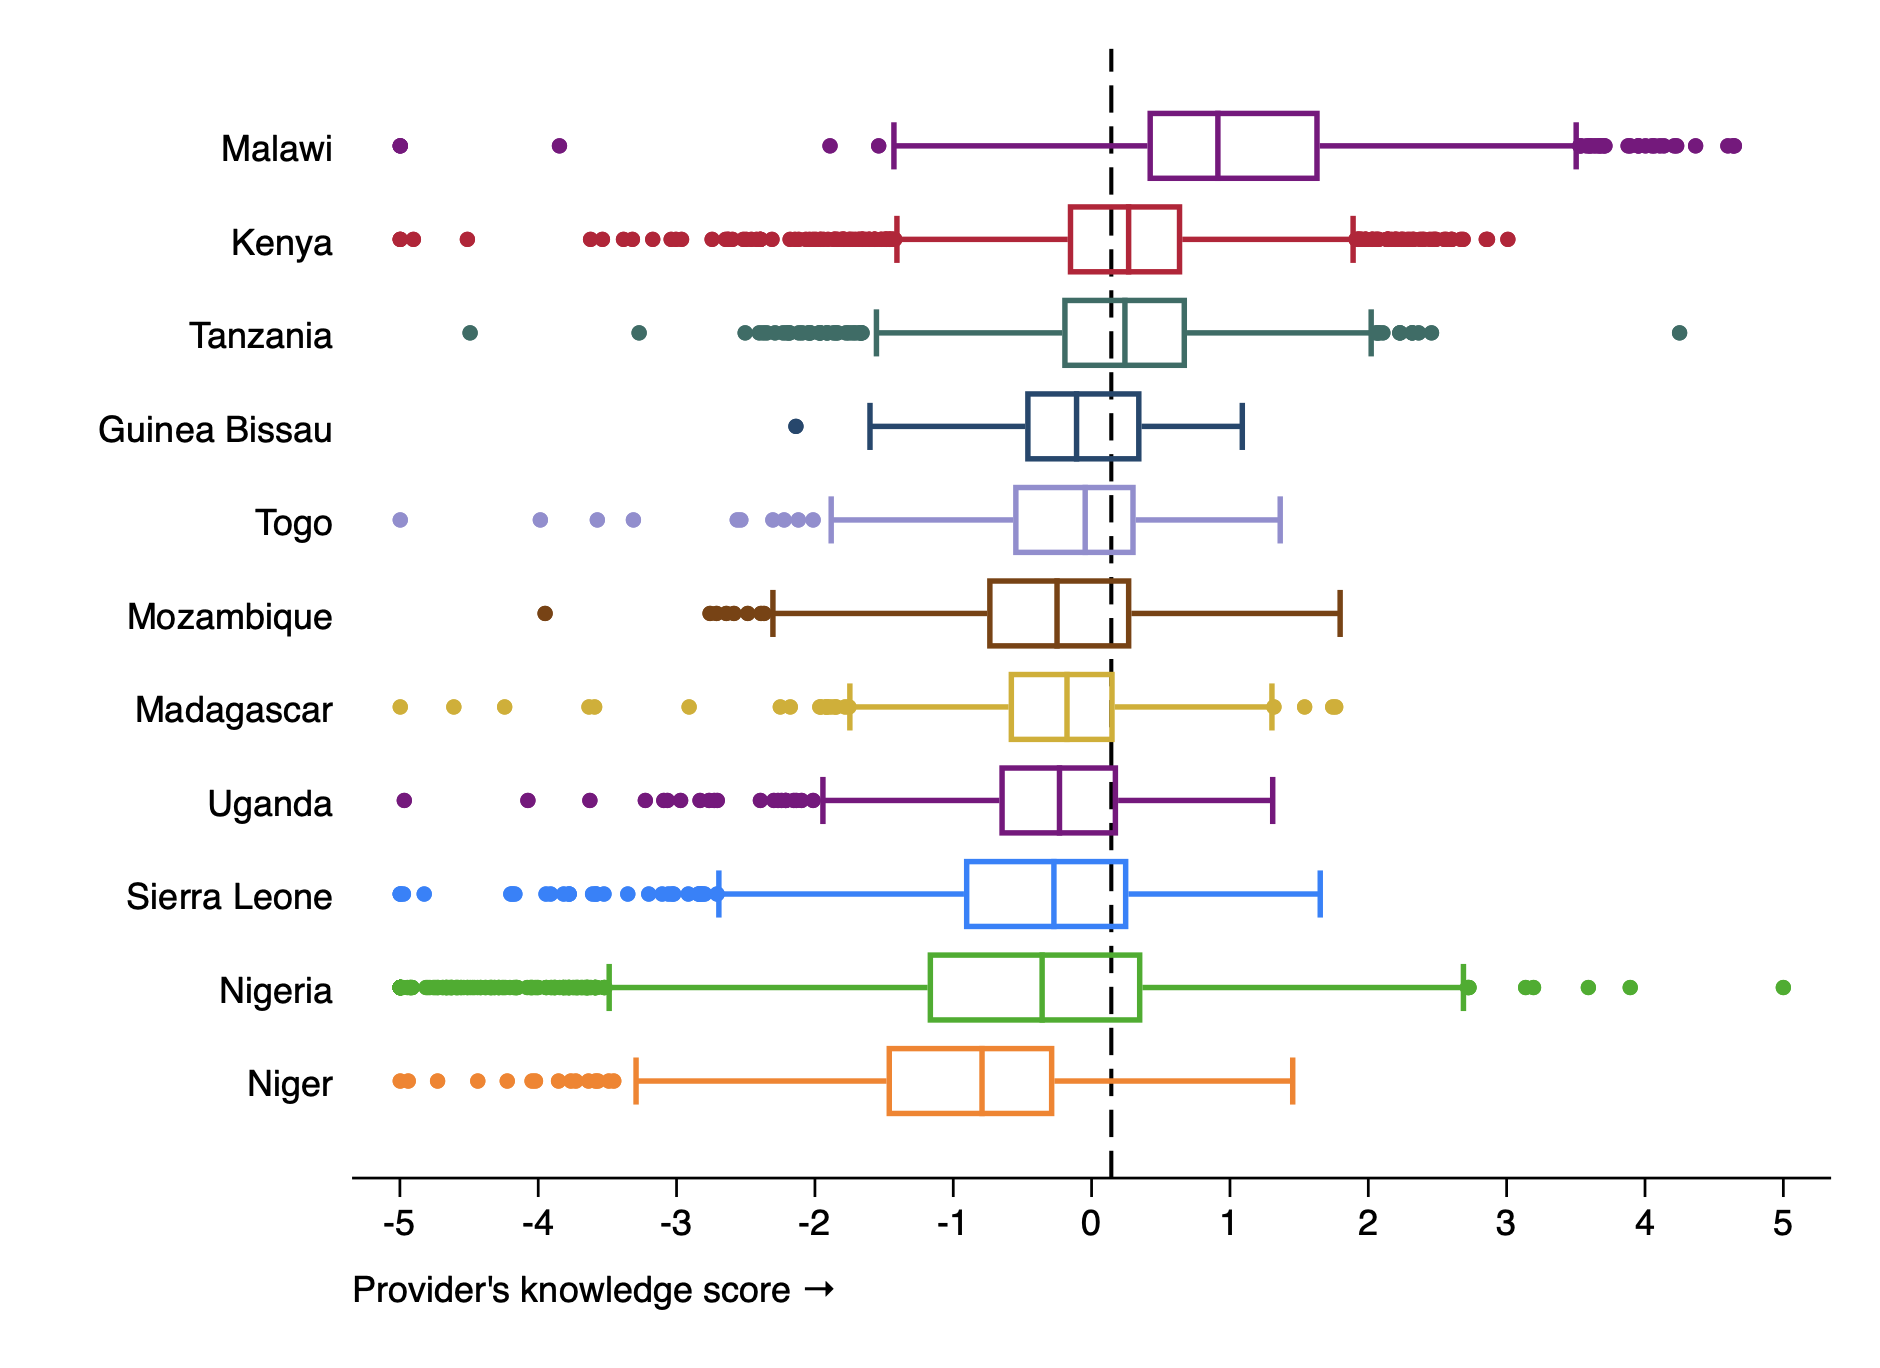 Malawi
Kenya
Tanzania
Guinea Bissau
Togo
Mozambique
Madagascar
Uganda
Sierra Leone
Nigeria
Niger
-5 -4 -3 -2 -1 0 1 2 3 4 5
Provider's knowledge score →